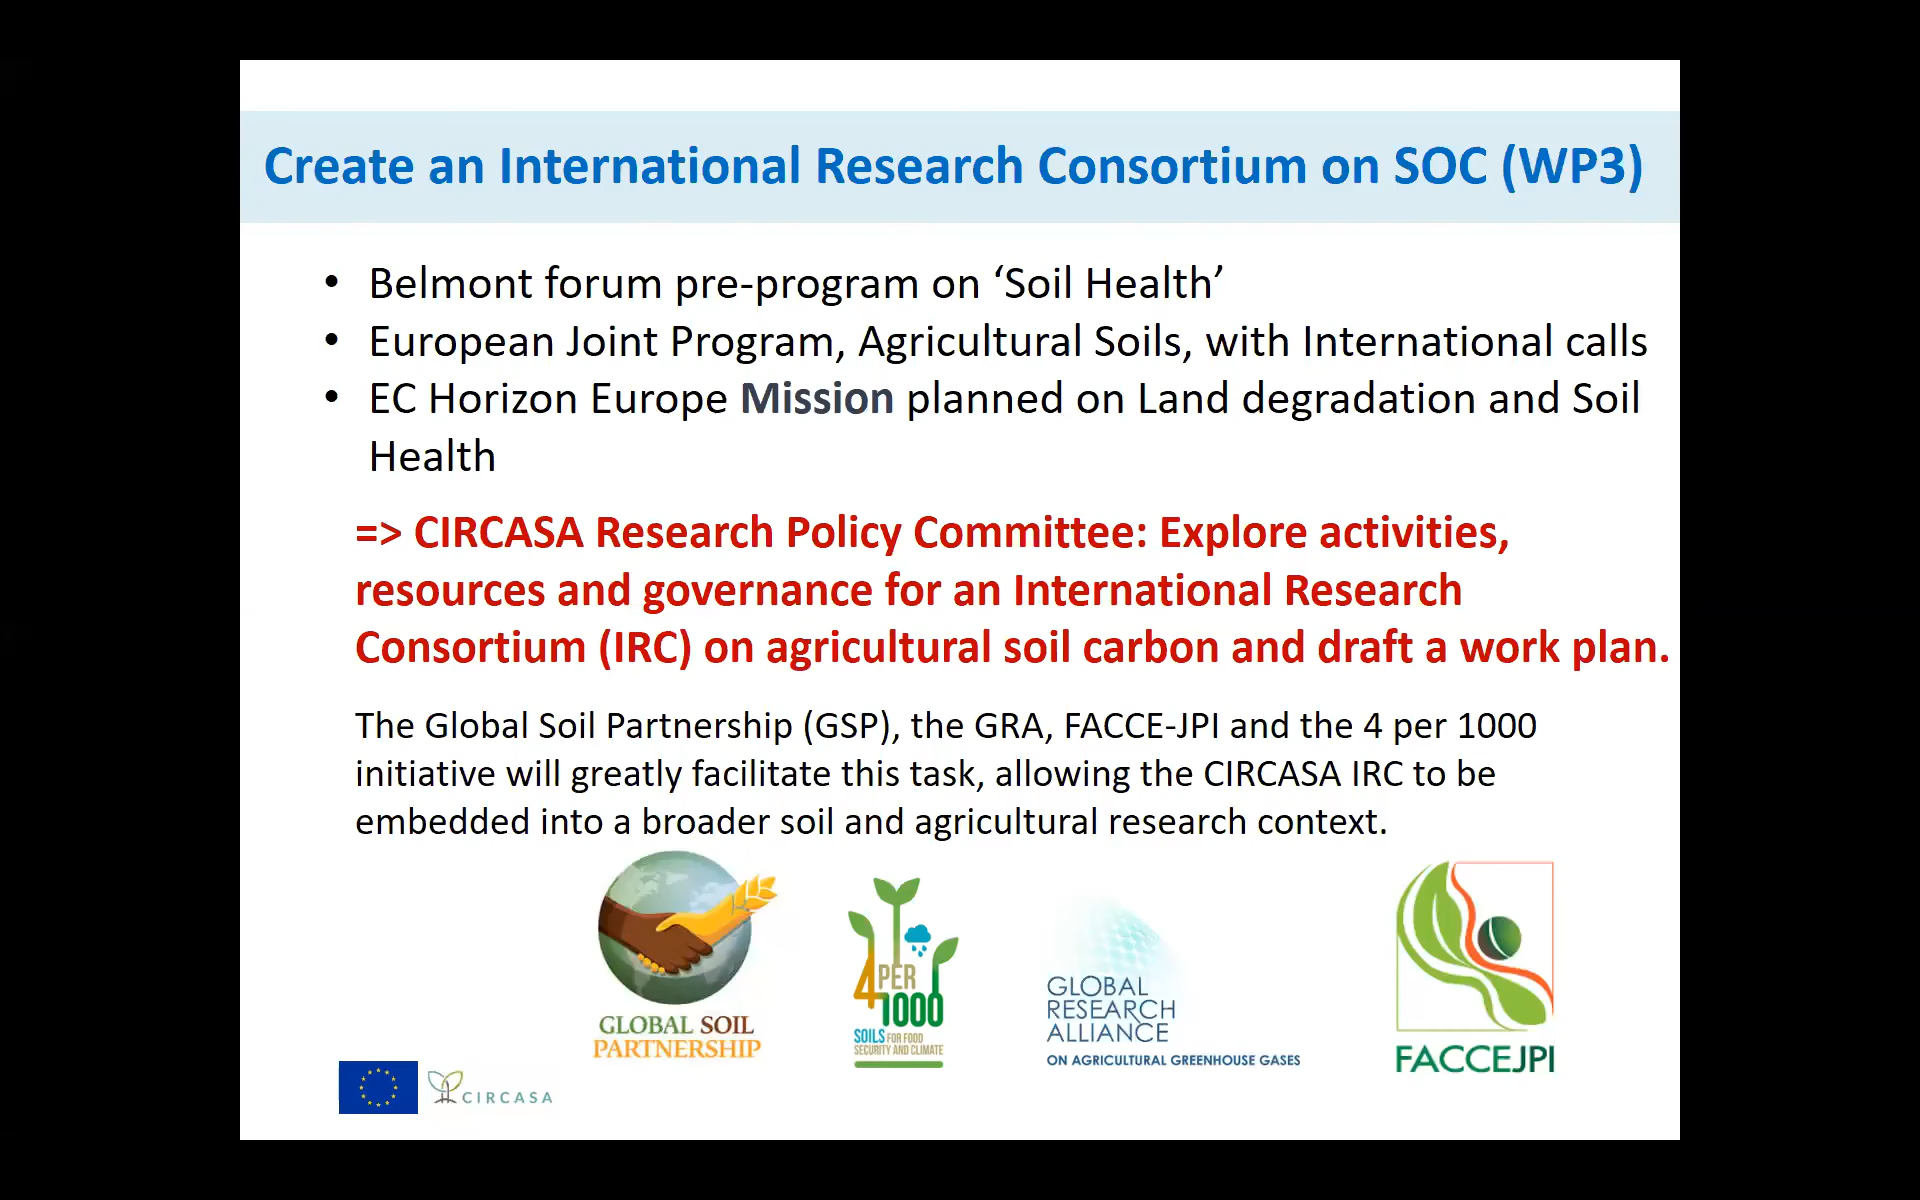 Create an International Research Consortium on SOC (WP3)
• Belmont forum pre-program on ‘Soil Health’
• European Joint Program, Agricultural Soils, with International calls
• EC Horizon Europe Mission planned on Land degradation and Soil
Health
=> CIRCASA Research Policy Committee: Explore activities,
resources and governance for an International Research
Consortium (IRC) on agricultural soil carbon and draft a work plan.
The Global Soil Partnership (GSP), the GRA, FACCE-JPI and the 4 per 1000
initiative will greatly facilitate this task, allowing the CIRCASA IRC to be
embedded into a broader soil and agricultural research context.
GLOBAL SOIL
PARTNERSHIP
4 PER
1000
SOILS FOR FOOD
SECURITY AND CLIMATE
GLOBAL
RESEARCH
ALLIANCE
ON AGRICULTURAL GREENHOUSE GASES
FACCEJPI
CIRCASA